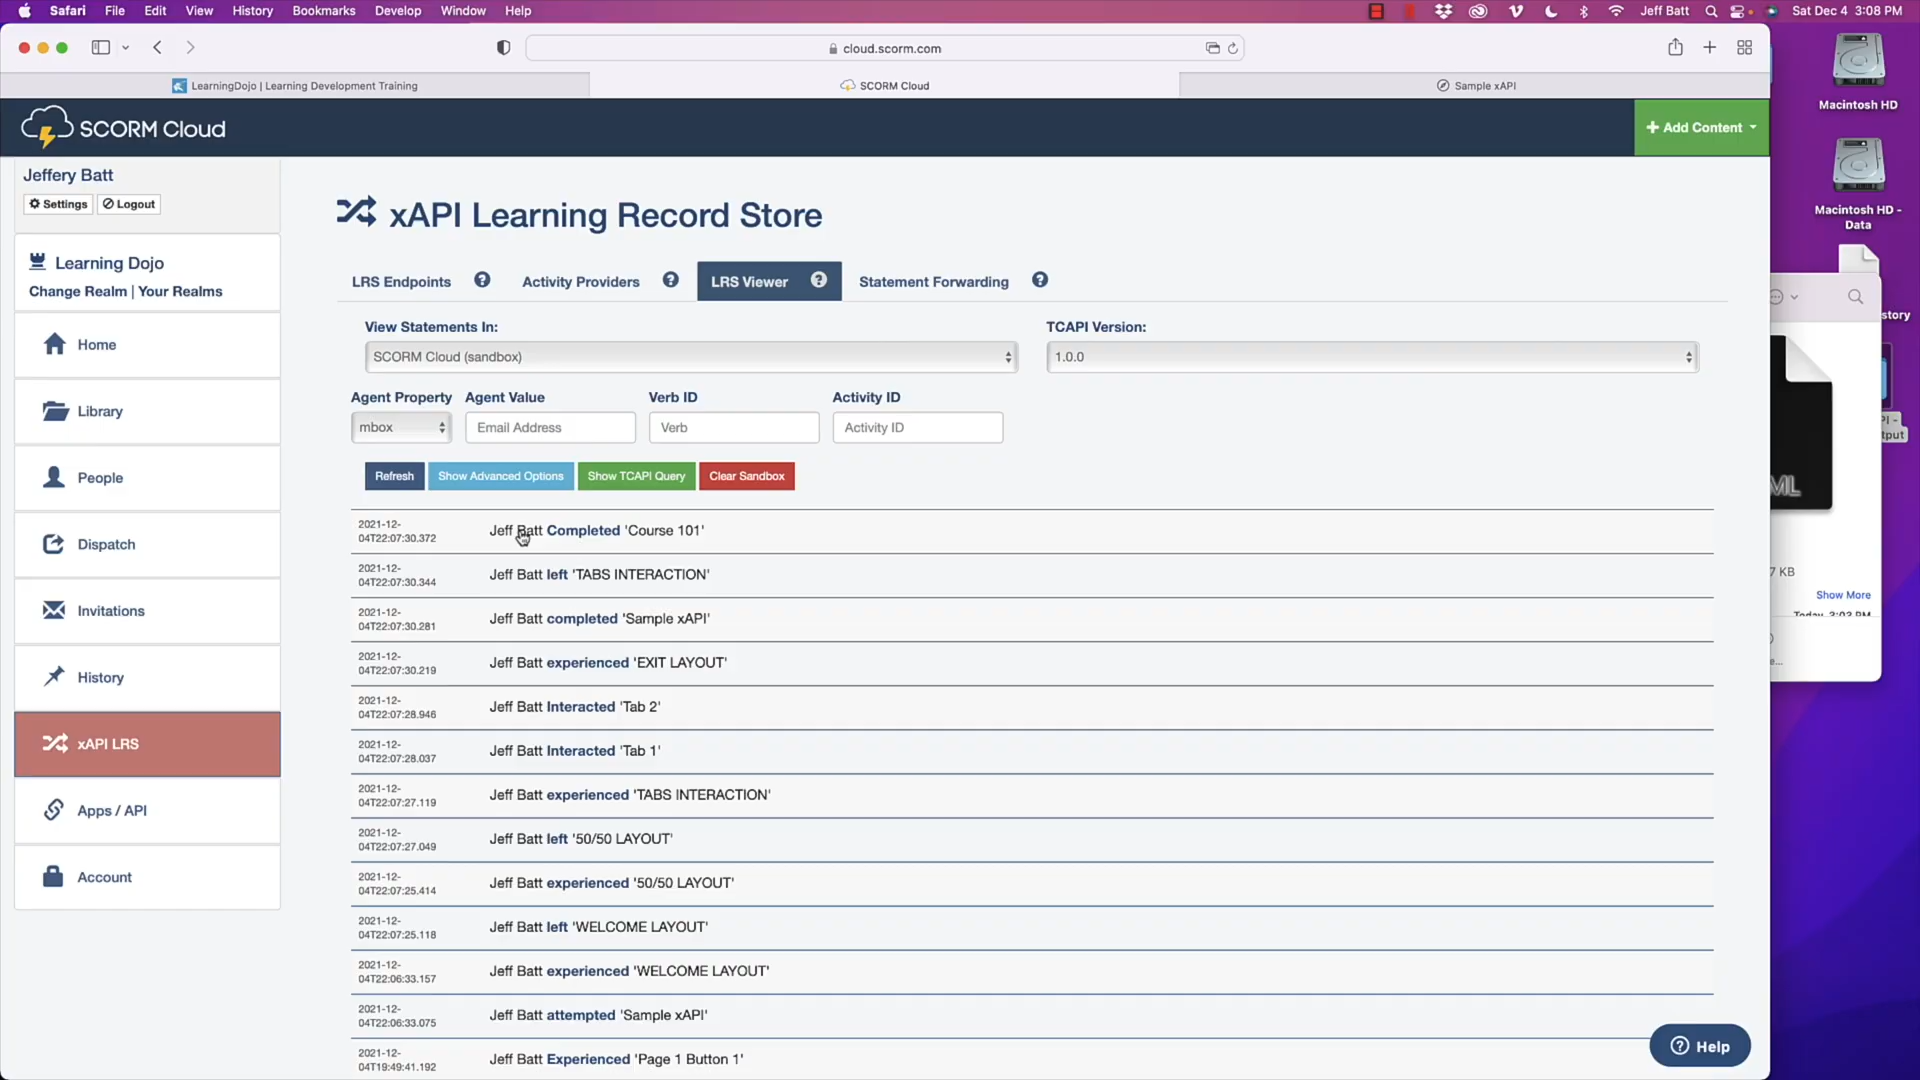 Safari File Edit View History Bookmarks Develop Window Help Jeff Batt Sat Dec 4 3:08 PM
cloud.scorm.com
LearningDojo | Learning Development Training
SCORM Cloud
Sample xAPI
SCORM Cloud
+ Add Content
Jeffery Batt
Settings Logout
Learning Dojo
Change Realm | Your Realms
Home
Library
People
Dispatch
Invitations
History
xAPI LRS
Apps / API
Account
xAPI Learning Record Store
LRS Endpoints ? Activity Providers ? LRS Viewer ? Statement Forwarding ?
View Statements In: TCAPI Version:
SCORM Cloud (sandbox) 1.0.0
Agent Property Agent Value Verb ID Activity ID
mbox Email Address Verb Activity ID
Refresh Show Advanced Options Show TCAPI Query Clear Sandbox
2021-12-
04T22:07:30.372
Jeff Batt Completed 'Course 101'
2021-12-
04T22:07:30.344
Jeff Batt left 'TABS INTERACTION'
2021-12-
04T22:07:30.281
Jeff Batt completed 'Sample xAPI'
2021-12-
04T22:07:30.219
Jeff Batt experienced 'EXIT LAYOUT'
2021-12-
04T22:07:28.946
Jeff Batt Interacted 'Tab 2'
2021-12-
04T22:07:28.037
Jeff Batt Interacted 'Tab 1'
2021-12-
04T22:07:27.119
Jeff Batt experienced 'TABS INTERACTION'
2021-12-
04T22:07:27.049
Jeff Batt left '50/50 LAYOUT'
2021-12-
04T22:07:25.414
Jeff Batt experienced '50/50 LAYOUT'
2021-12-
04T22:07:25.118
Jeff Batt left 'WELCOME LAYOUT'
2021-12-
04T22:06:33.157
Jeff Batt experienced 'WELCOME LAYOUT'
2021-12-
04T22:06:33.075
Jeff Batt attempted 'Sample xAPI'
2021-12-
04T19:49:41.192
Jeff Batt Experienced 'Page 1 Button 1'
? Help
Macintosh HD
Macintosh HD -
Data
story
PI -
tput
ML
7 KB
Show More